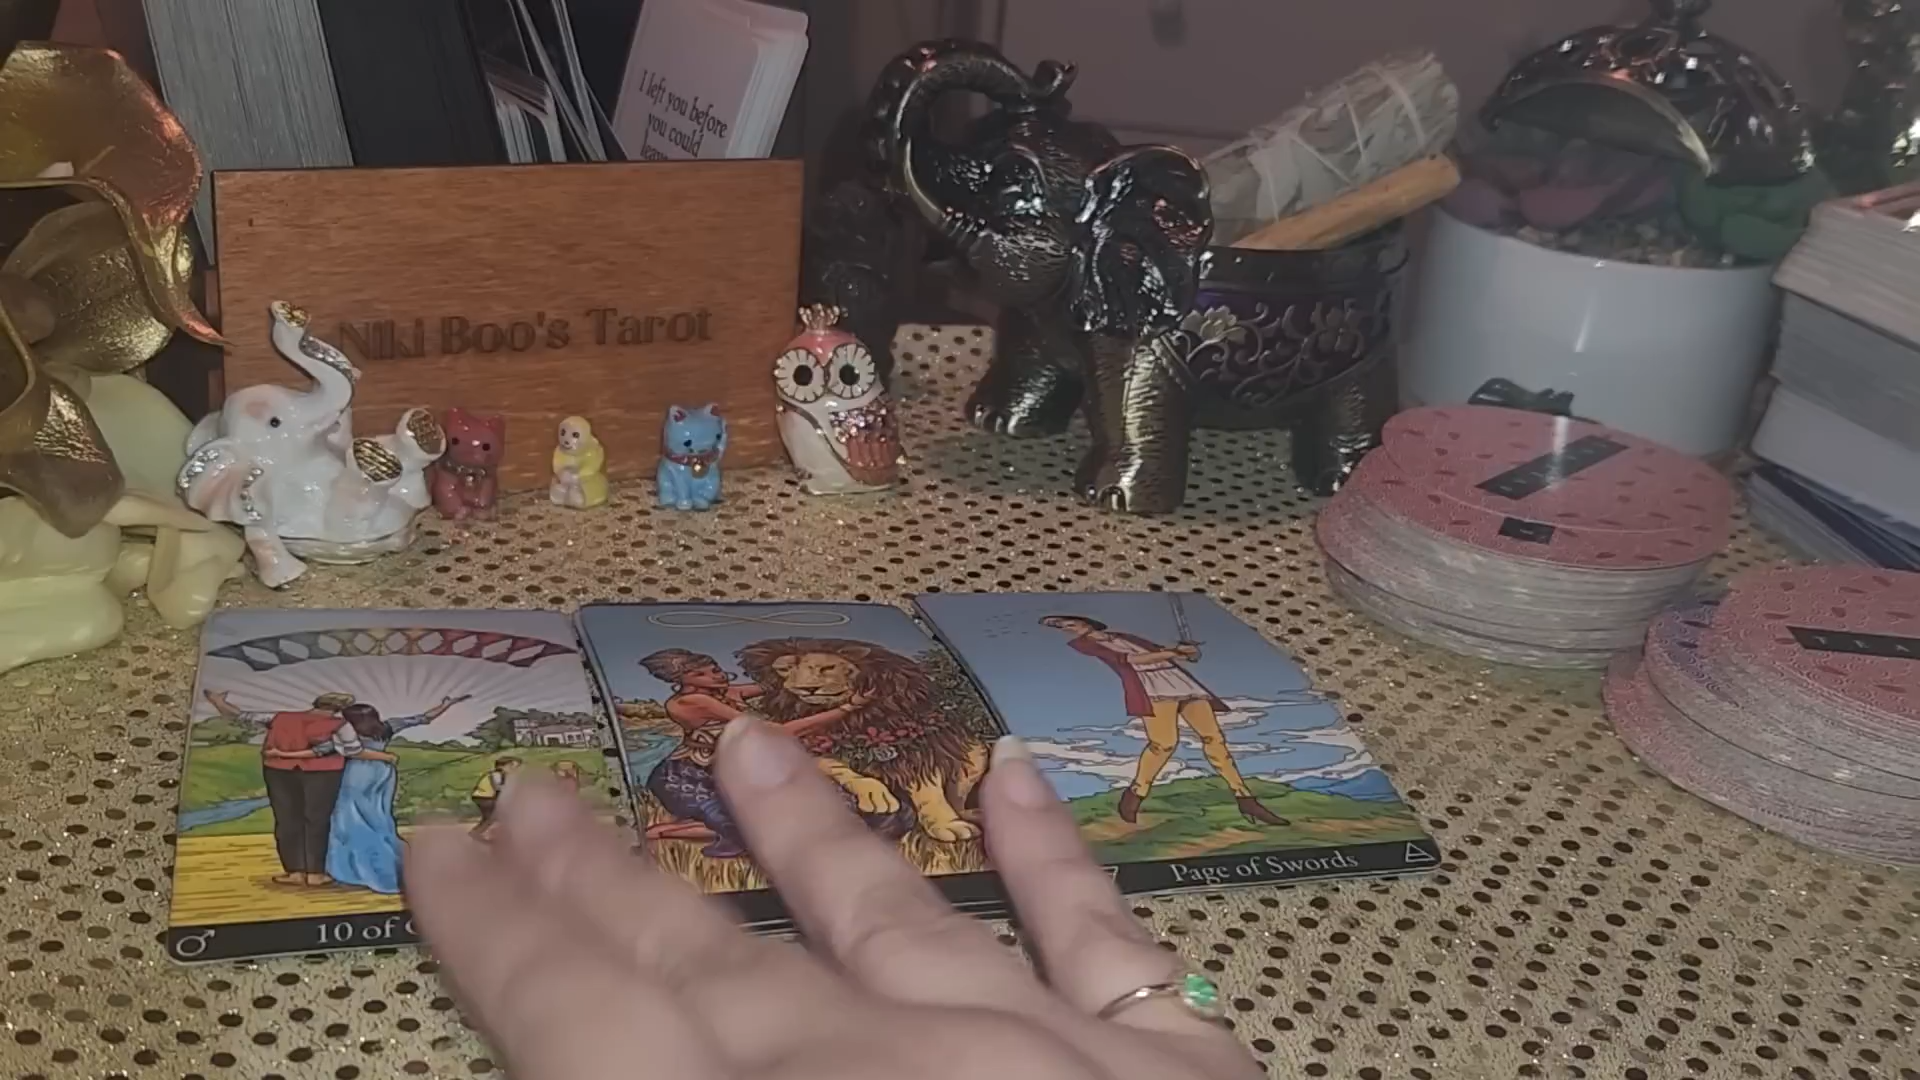 I left you before
you could
Niki Boo's Tarot
10 of
Page of Swords